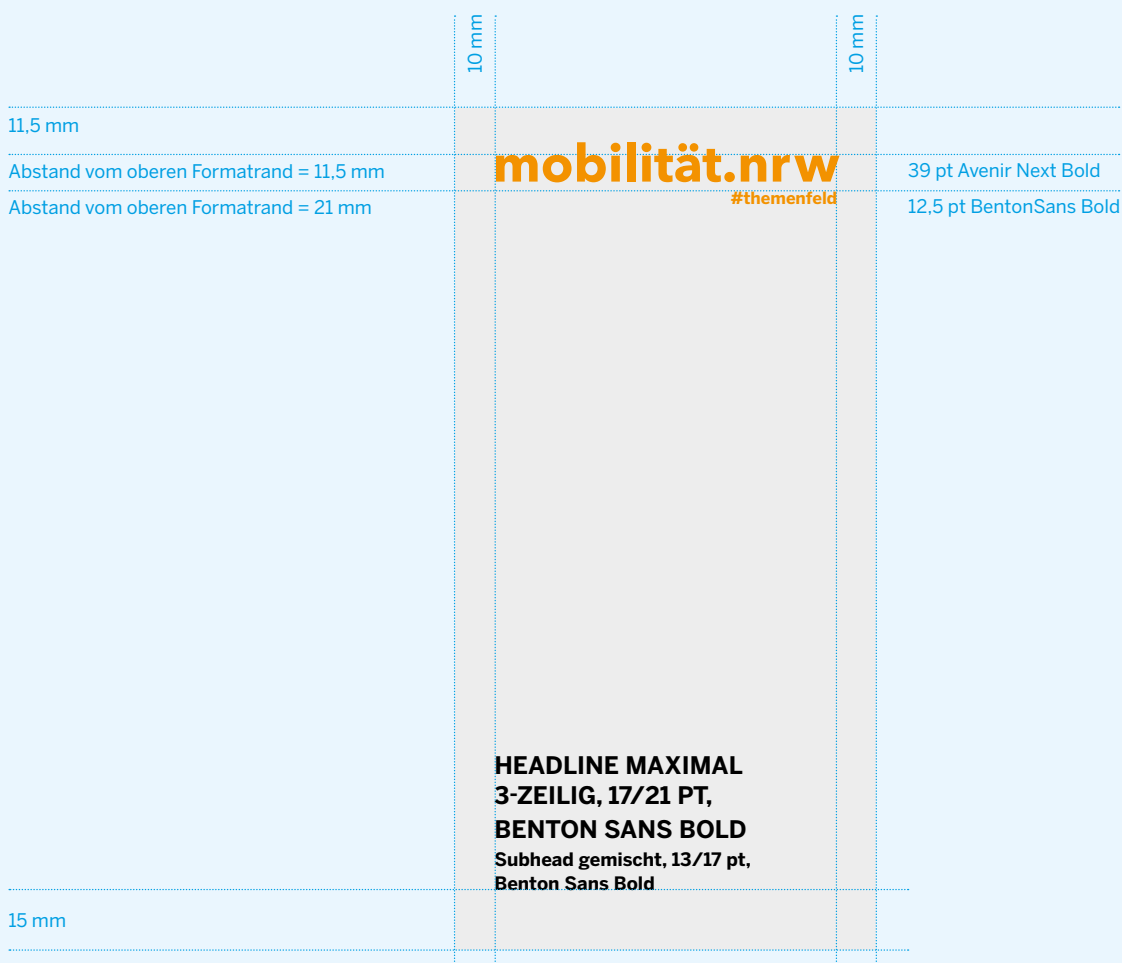 10 mm
10 mm
11,5 mm
mobilität.nrw
Abstand vom oberen Formatrand = 11,5 mm
39 pt Avenir Next Bold
#themenfeld
Abstand vom oberen Formatrand = 21 mm
12,5 pt BentonSans Bold
HEADLINE MAXIMAL
3-ZEILIG, 17/21 PT,
BENTON SANS BOLD
Subhead gemischt, 13/17 pt,
Benton Sans Bold
15 mm